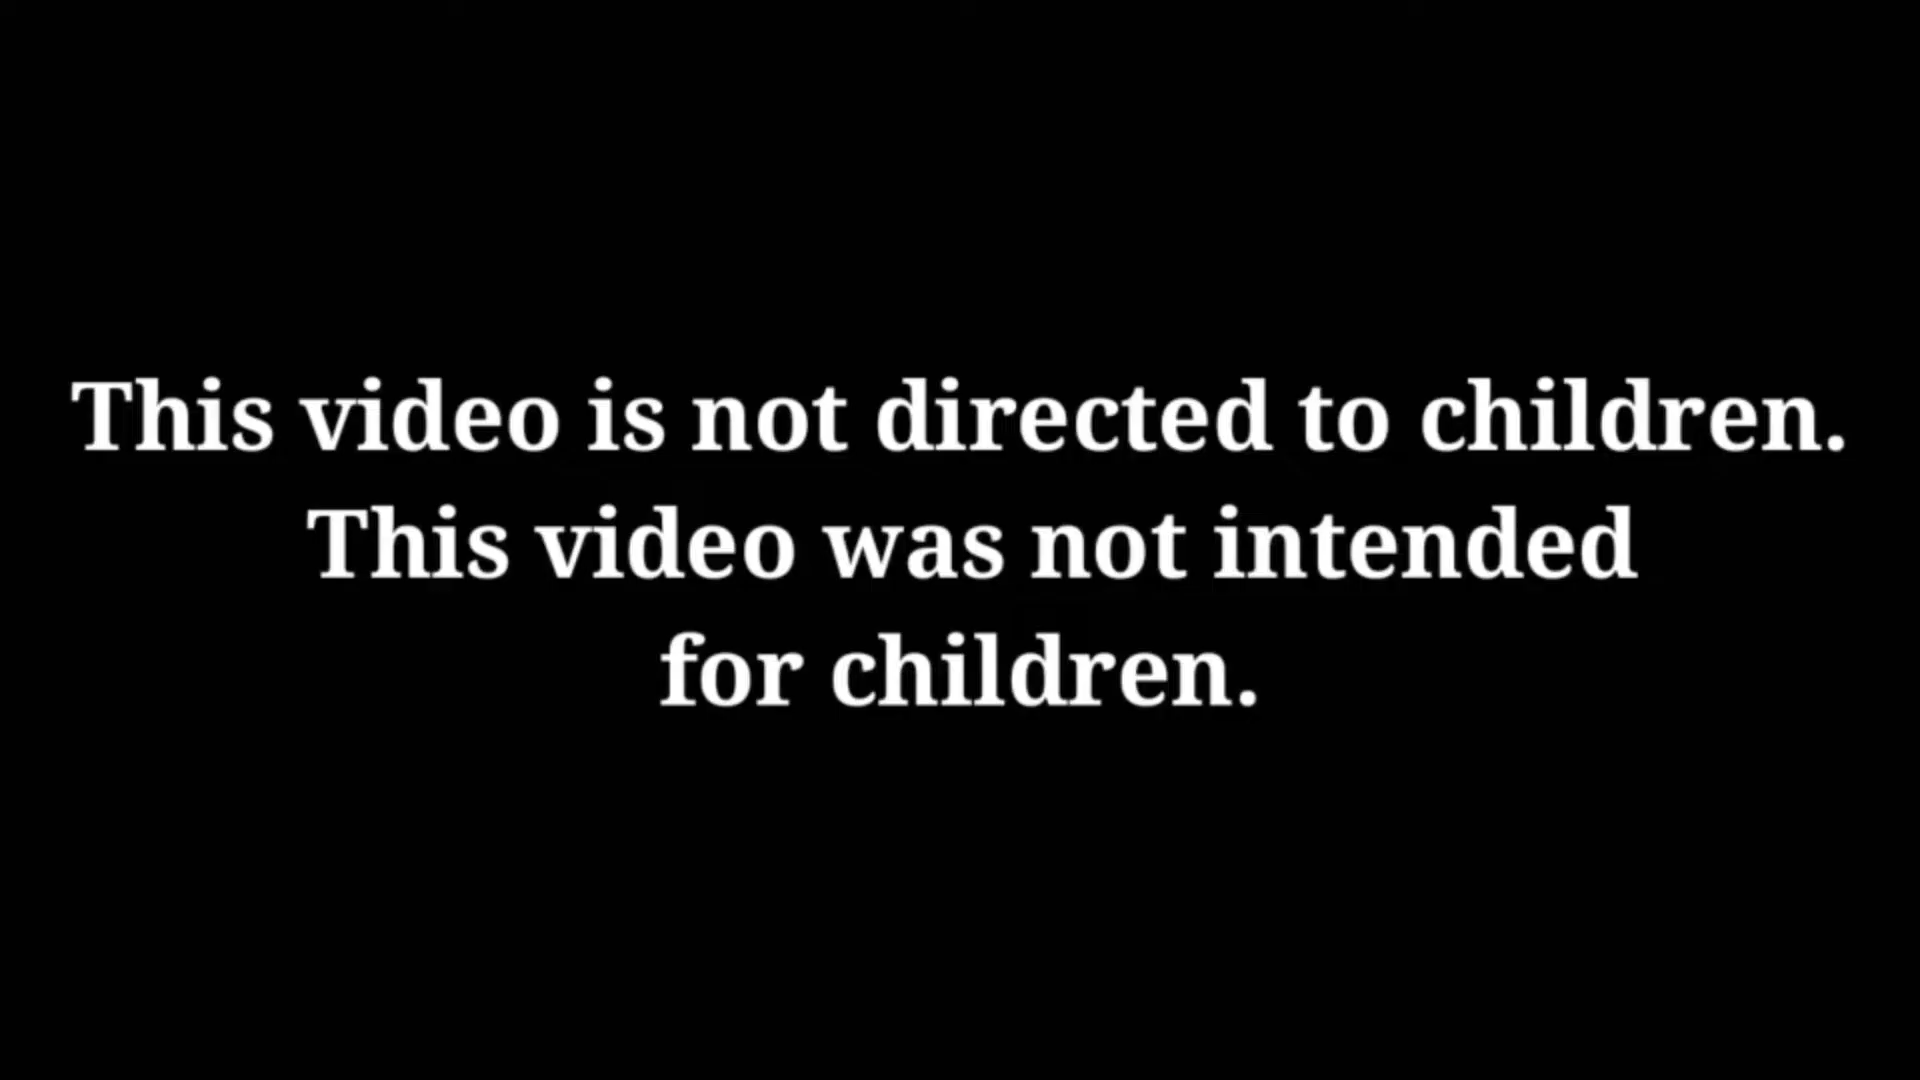 This video is not directed to children.
This video was not intended
for children.